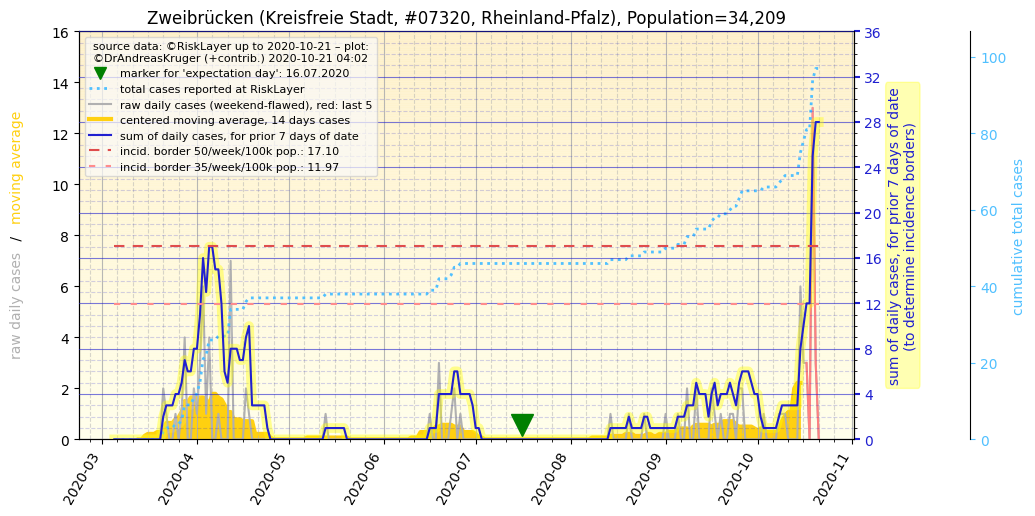 Zweibrücken (Kreisfreie Stadt, #07320, Rheinland-Pfalz), Population=34,209
source data: ©RiskLayer up to 2020-10-21 – plot:
©DrAndreasKruger (+contrib.) 2020-10-21 04:02
marker for 'expectation day': 16.07.2020
total cases reported at RiskLayer
raw daily cases (weekend-flawed), red: last 5
centered moving average, 14 days cases
sum of daily cases, for prior 7 days of date
incid. border 50/week/100k pop.: 17.10
incid. border 35/week/100k pop.: 11.97
raw daily cases / moving average
16
14
12
10
8
6
4
2
0
2020-03
2020-04
2020-05
2020-06
2020-07
2020-08
2020-09
2020-10
2020-11
36
32
28
24
20
16
12
8
4
0
sum of daily cases, for prior 7 days of date
(to determine incidence borders)
100
80
60
40
20
0
cumulative total cases